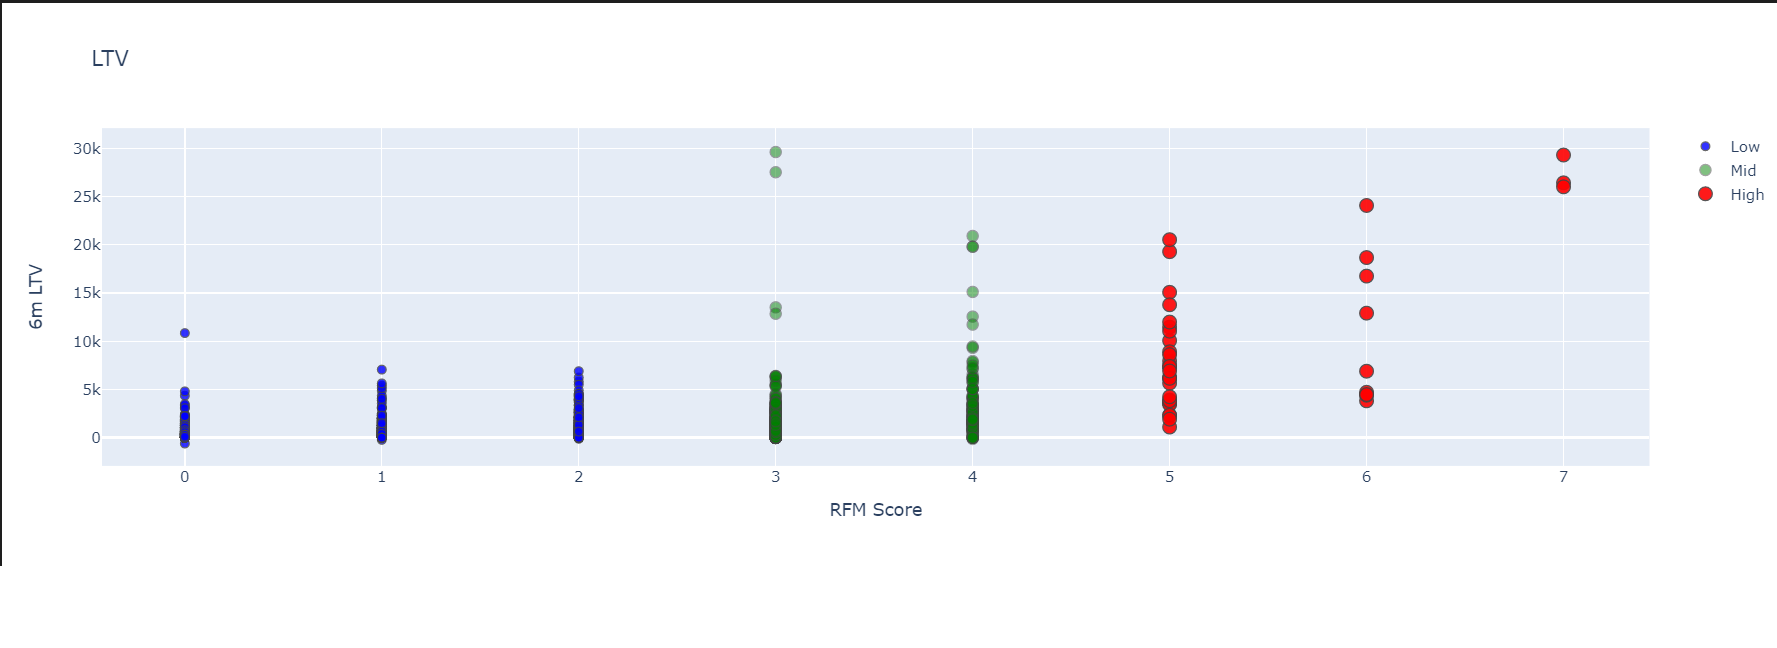 LTV
30k
25k
20k
15k
10k
5k
0
6m LTV
0 1 2 3 4 5 6 7
RFM Score
Low
Mid
High